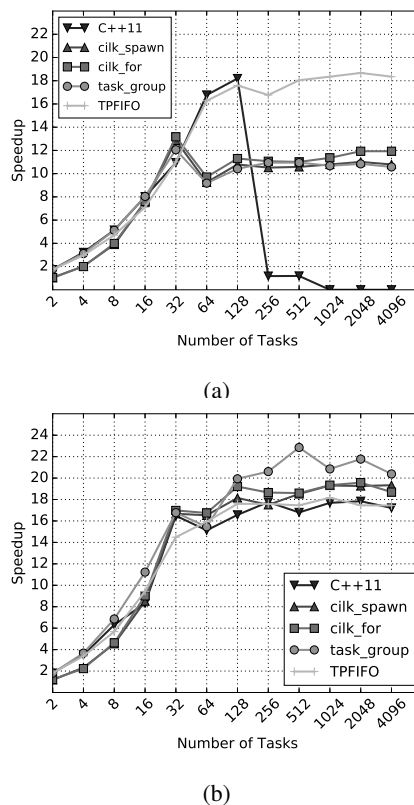 22
20
18
16
14
12
10
8
6
4
2
Speedup
C++11
cilk_spawn
cilk_for
task_group
TPFIFO
2 4 8 16 32 64 128 256 512 1024 2048 4096
Number of Tasks
(a)
24
22
20
18
16
14
12
10
8
6
4
2
Speedup
C++11
cilk_spawn
cilk_for
task_group
TPFIFO
2 4 8 16 32 64 128 256 512 1024 2048 4096
Number of Tasks
(b)